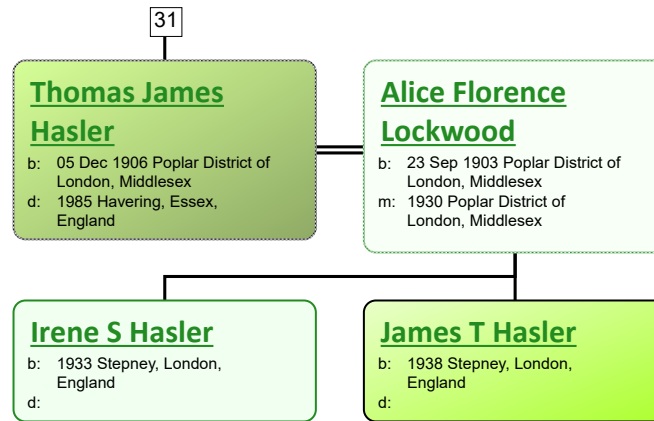 31
Thomas James
Hasler
b: 05 Dec 1906 Poplar District of
London, Middlesex
d: 1985 Havering, Essex,
England
Alice Florence
Lockwood
b: 23 Sep 1903 Poplar District of
London, Middlesex
m: 1930 Poplar District of
London, Middlesex
Irene S Hasler
b: 1933 Stepney, London,
England
d:
James T Hasler
b: 1938 Stepney, London,
England
d: